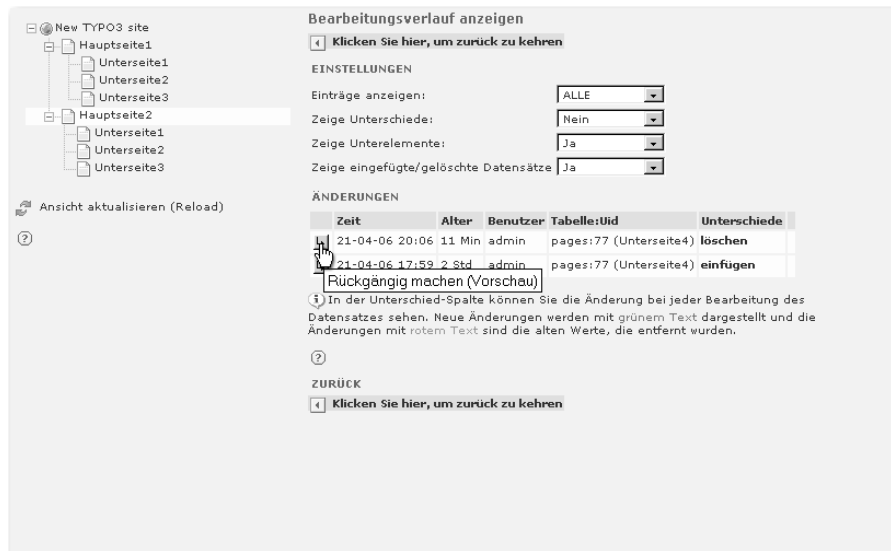 New TYPO3 site
Hauptseite1
Unterseite1
Unterseite2
Unterseite3
Hauptseite2
Unterseite1
Unterseite2
Unterseite3
Ansicht aktualisieren (Reload)
Bearbeitungsverlauf anzeigen
Klicken Sie hier, um zurück zu kehren
EINSTELLUNGEN
Einträge anzeigen: ALLE
Zeige Unterschiede: Nein
Zeige Unterelemente: Ja
Zeige eingefügte/gelöschte Datensätze Ja
ÄNDERUNGEN
Zeit Alter Benutzer Tabelle:Uid Unterschiede
21-04-06 20:06 11 Min admin pages:77 (Unterseite4) löschen
21-04-06 17:59 2 Std admin pages:77 (Unterseite4) einfügen
Rückgängig machen (Vorschau)
In der Unterschied-Spalte können Sie die Änderung bei jeder Bearbeitung des
Datensatzes sehen. Neue Änderungen werden mit grünem Text dargestellt und die
Änderungen mit rotem Text sind die alten Werte, die entfernt wurden.
ZURÜCK
Klicken Sie hier, um zurück zu kehren